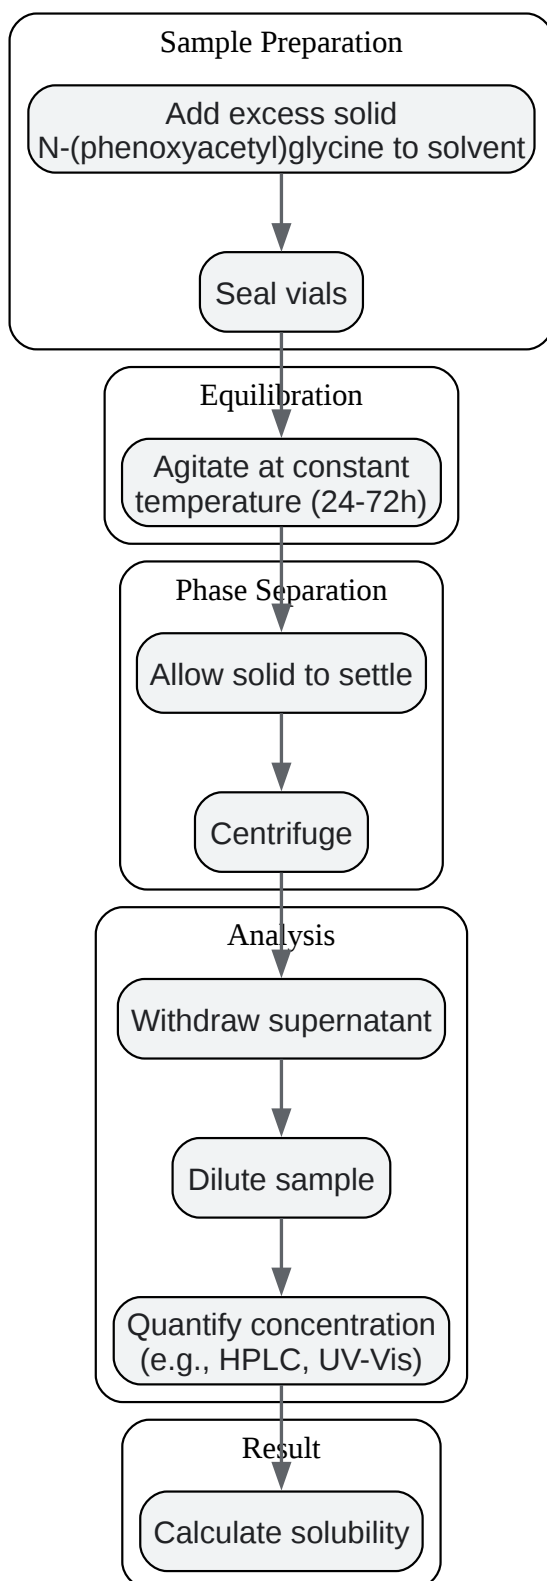 Sample Preparation
Add excess solid
N-(phenoxyacetyl)glycine to solvent
Seal vials
Equilibration
Agitate at constant
temperature (24-72h)
Phase Separation
Allow solid to settle
Centrifuge
Analysis
Withdraw supernatant
Dilute sample
Quantify concentration
(e.g., HPLC, UV-Vis)
Result
Calculate solubility